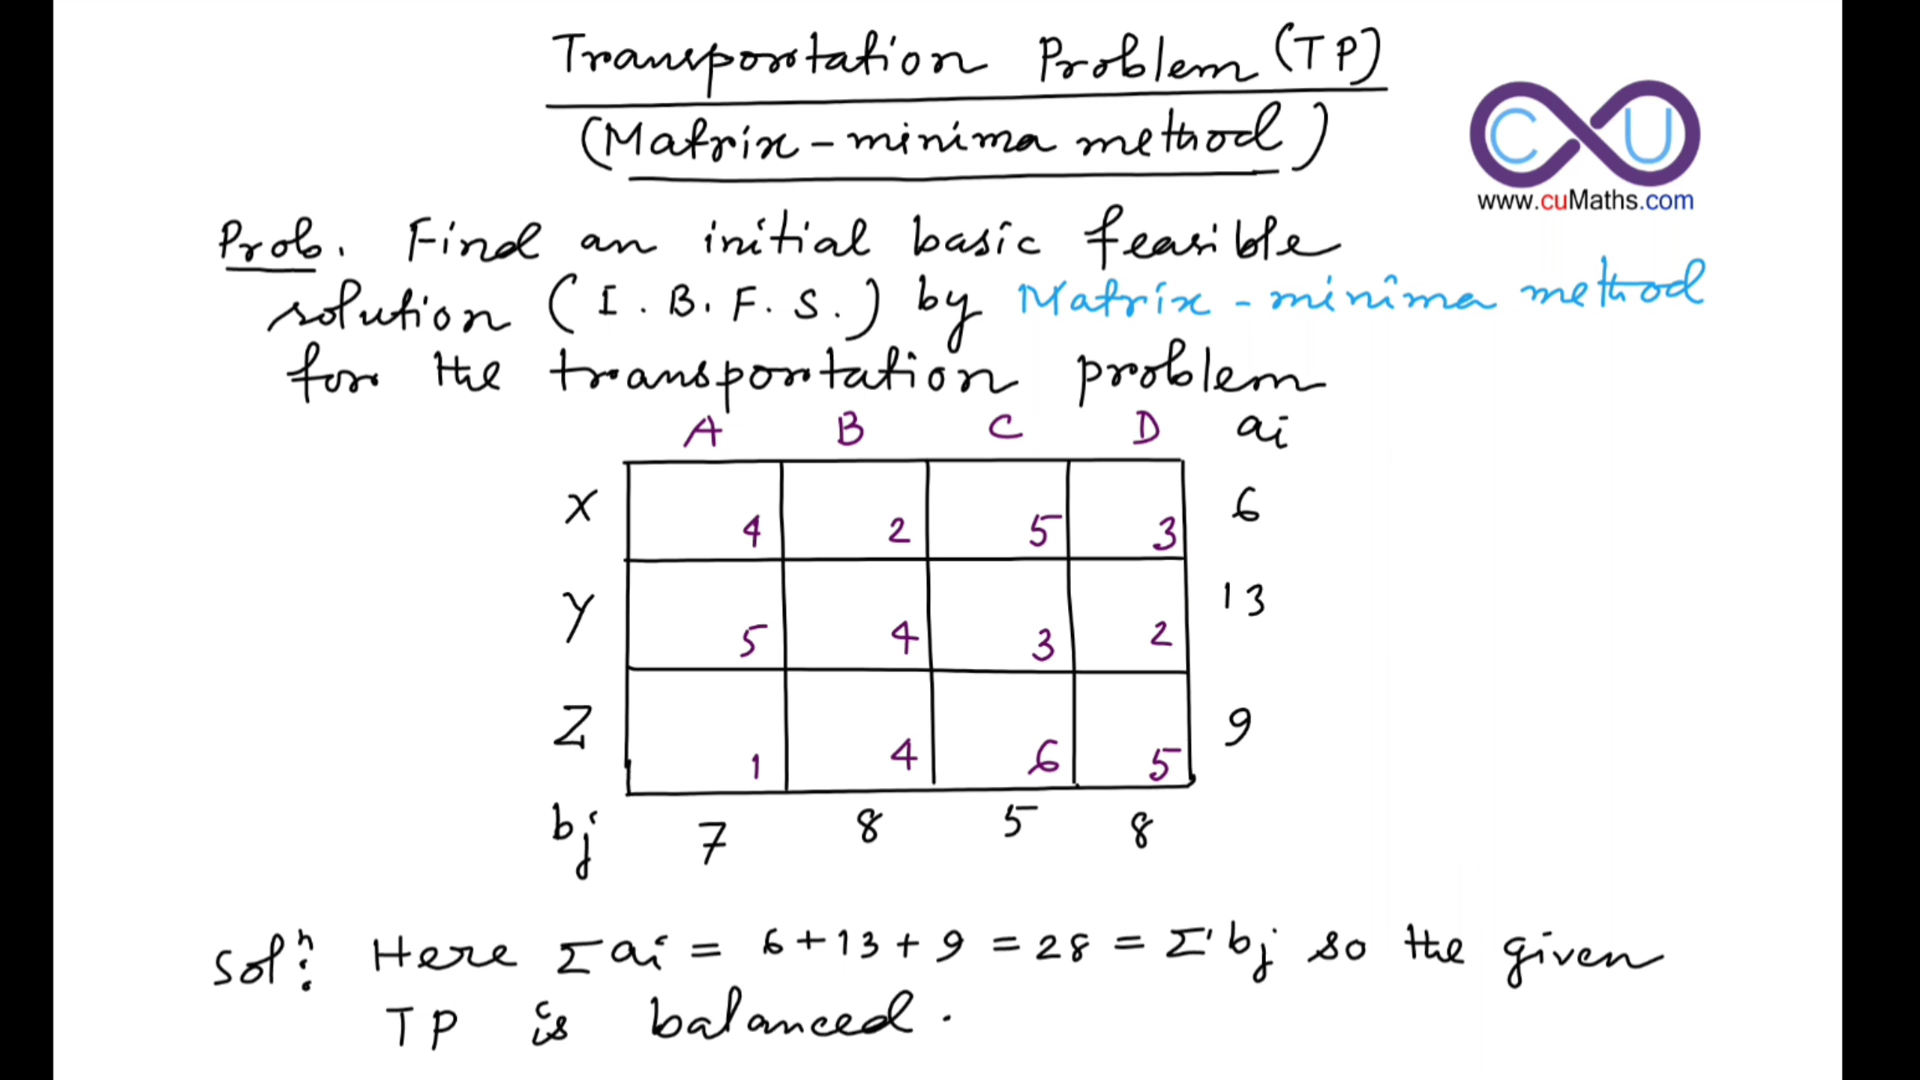 Transportation Problem (TP)
(Matrix-minima method)
CU
www.cuMaths.com
Prob. Find an initial basic feasible
solution (I.B.F.S.) by Matrix-minima method
for the transportation problem
A B C D ai
X 4 2 5 3 6
Y 5 4 3 2 13
Z 1 4 6 5 9
bj 7 8 5 8
Solⁿ: Here Σai = 6+13+9 = 28 = Σbj so the given
TP is balanced.